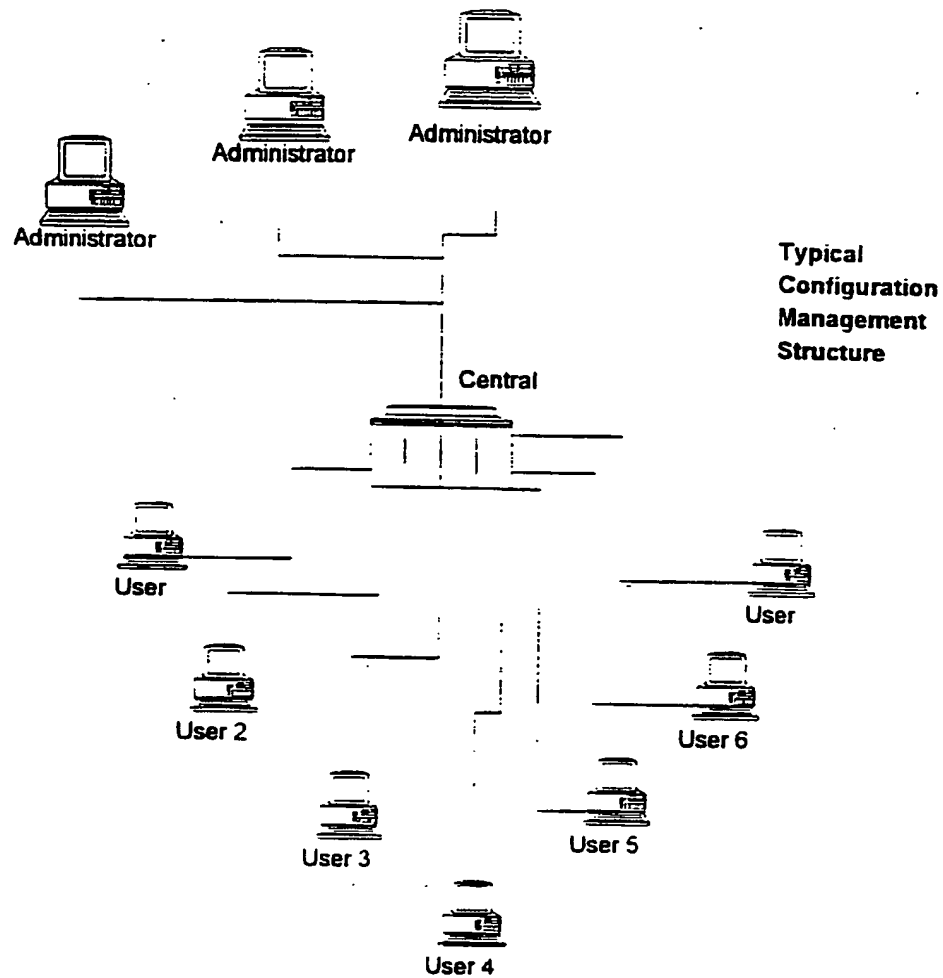 Administrator
Administrator
Administrator
Typical
Configuration
Management
Structure
Central
User
User
User 2
User 6
User 3
User 5
User 4